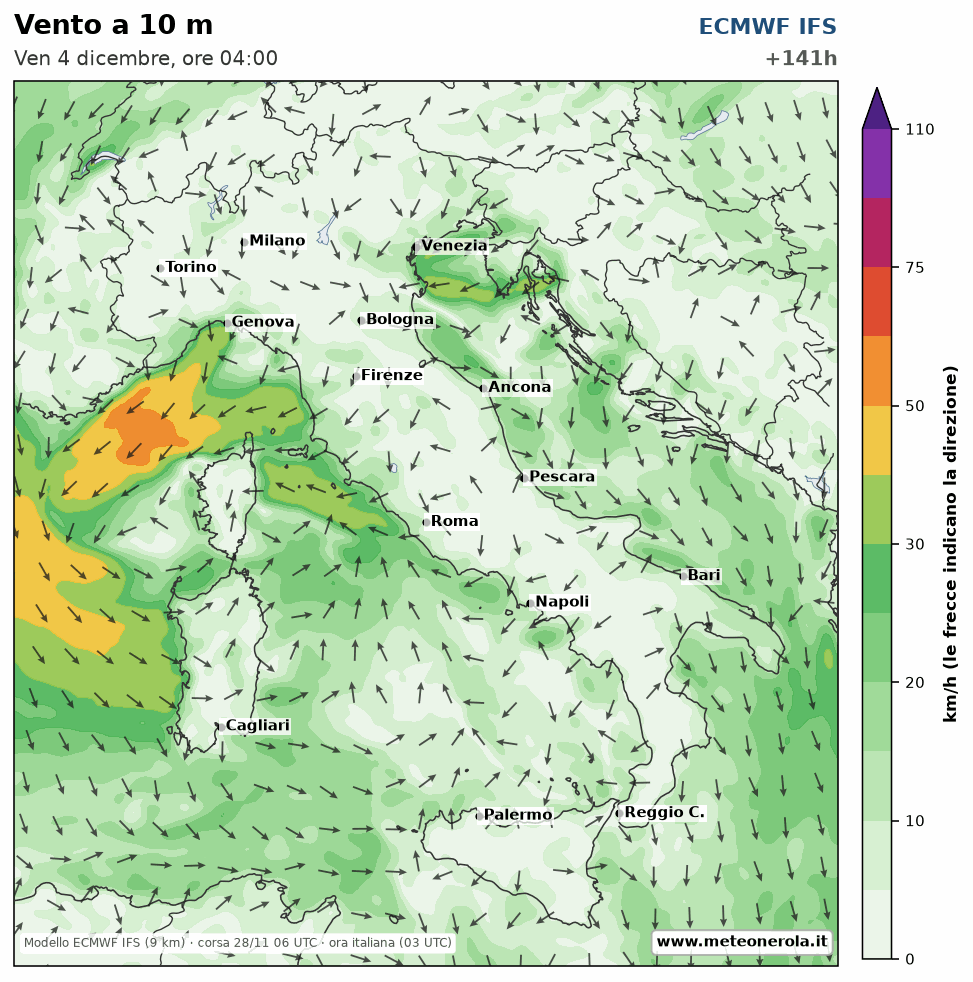 Vento a 10 m
ECMWF IFS
Ven 4 dicembre, ore 04:00
+141h
Milano
Venezia
Torino
Genova
Bologna
Firenze
Ancona
Pescara
Roma
Bari
Napoli
Cagliari
Palermo
Reggio C.
110
75
50
30
20
10
0
km/h (le frecce indicano la direzione)
Modello ECMWF IFS (9 km) · corsa 28/11 06 UTC · ora italiana (03 UTC)
www.meteonerola.it